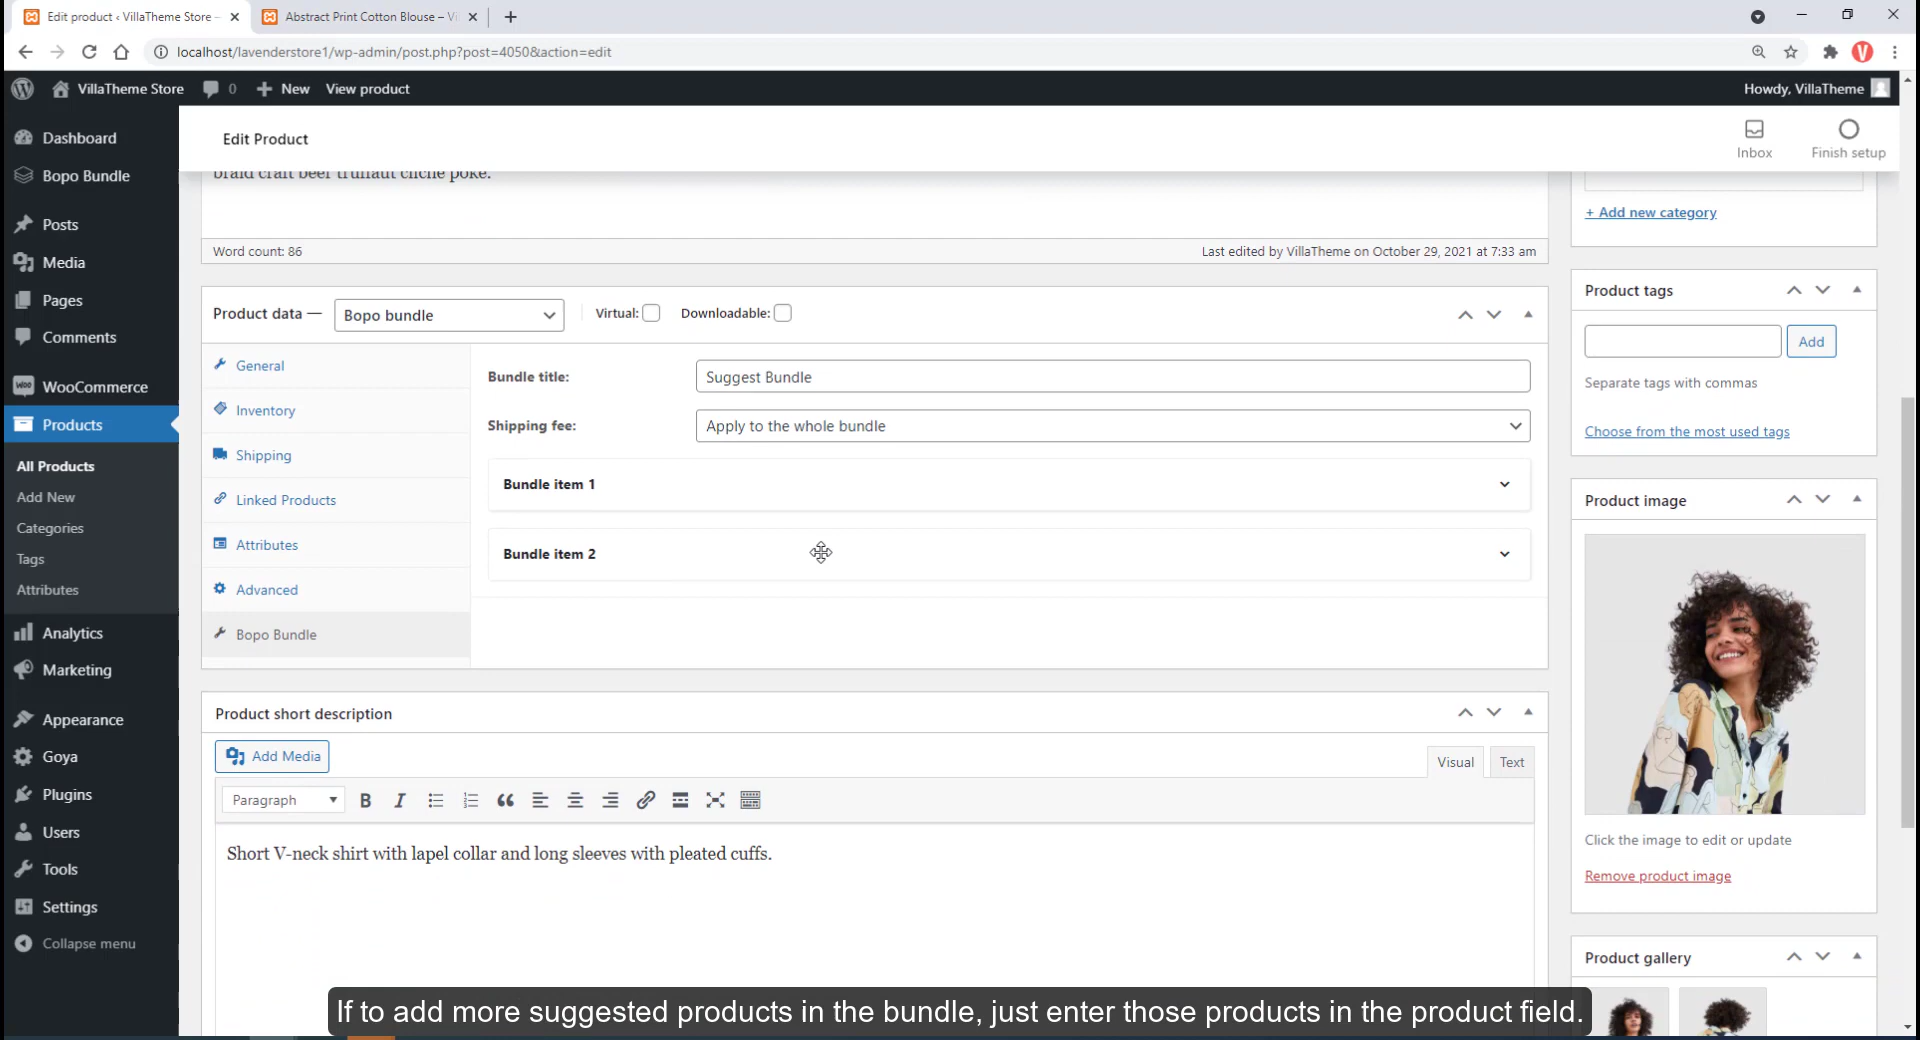 Edit product ‹ VillaTheme Store –
Abstract Print Cotton Blouse – Vi
localhost/lavenderstore1/wp-admin/post.php?post=4050&action=edit
VillaTheme Store
0
New
View product
Howdy, VillaTheme
Edit Product
Inbox
Finish setup
Dashboard
Bopo Bundle
Posts
Media
Pages
Comments
WooCommerce
Products
All Products
Add New
Categories
Tags
Attributes
Analytics
Marketing
Appearance
Goya
Plugins
Users
Tools
Settings
Collapse menu
braid craft beer truffaut cliche poke.
Word count: 86
Last edited by VillaTheme on October 29, 2021 at 7:33 am
Product data —
Bopo bundle
Virtual:
Downloadable:
General
Inventory
Shipping
Linked Products
Attributes
Advanced
Bopo Bundle
Bundle title:
Suggest Bundle
Shipping fee:
Apply to the whole bundle
Bundle item 1
Bundle item 2
Product short description
Add Media
Visual
Text
Paragraph
Short V-neck shirt with lapel collar and long sleeves with pleated cuffs.
+ Add new category
Product tags
Add
Separate tags with commas
Choose from the most used tags
Product image
Click the image to edit or update
Remove product image
Product gallery
If to add more suggested products in the bundle, just enter those products in the product field.